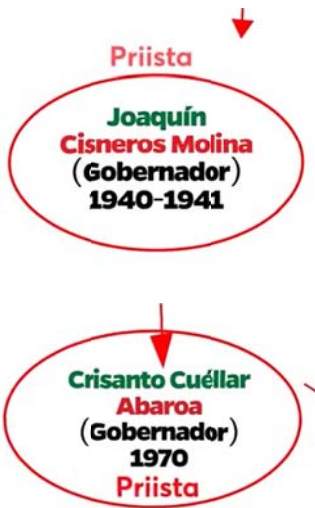 Priista
Joaquín
Cisneros Molina
(Gobernador)
1940-1941
Crisanto Cuéllar
Abaroa
(Gobernador)
1970
Priista